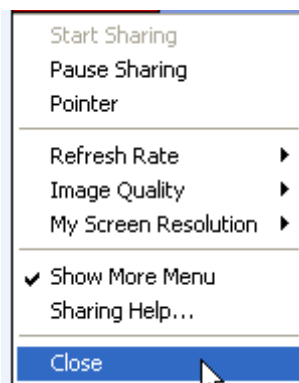 Start Sharing
Pause Sharing
Pointer
Refresh Rate
Image Quality
My Screen Resolution
Show More Menu
Sharing Help...
Close